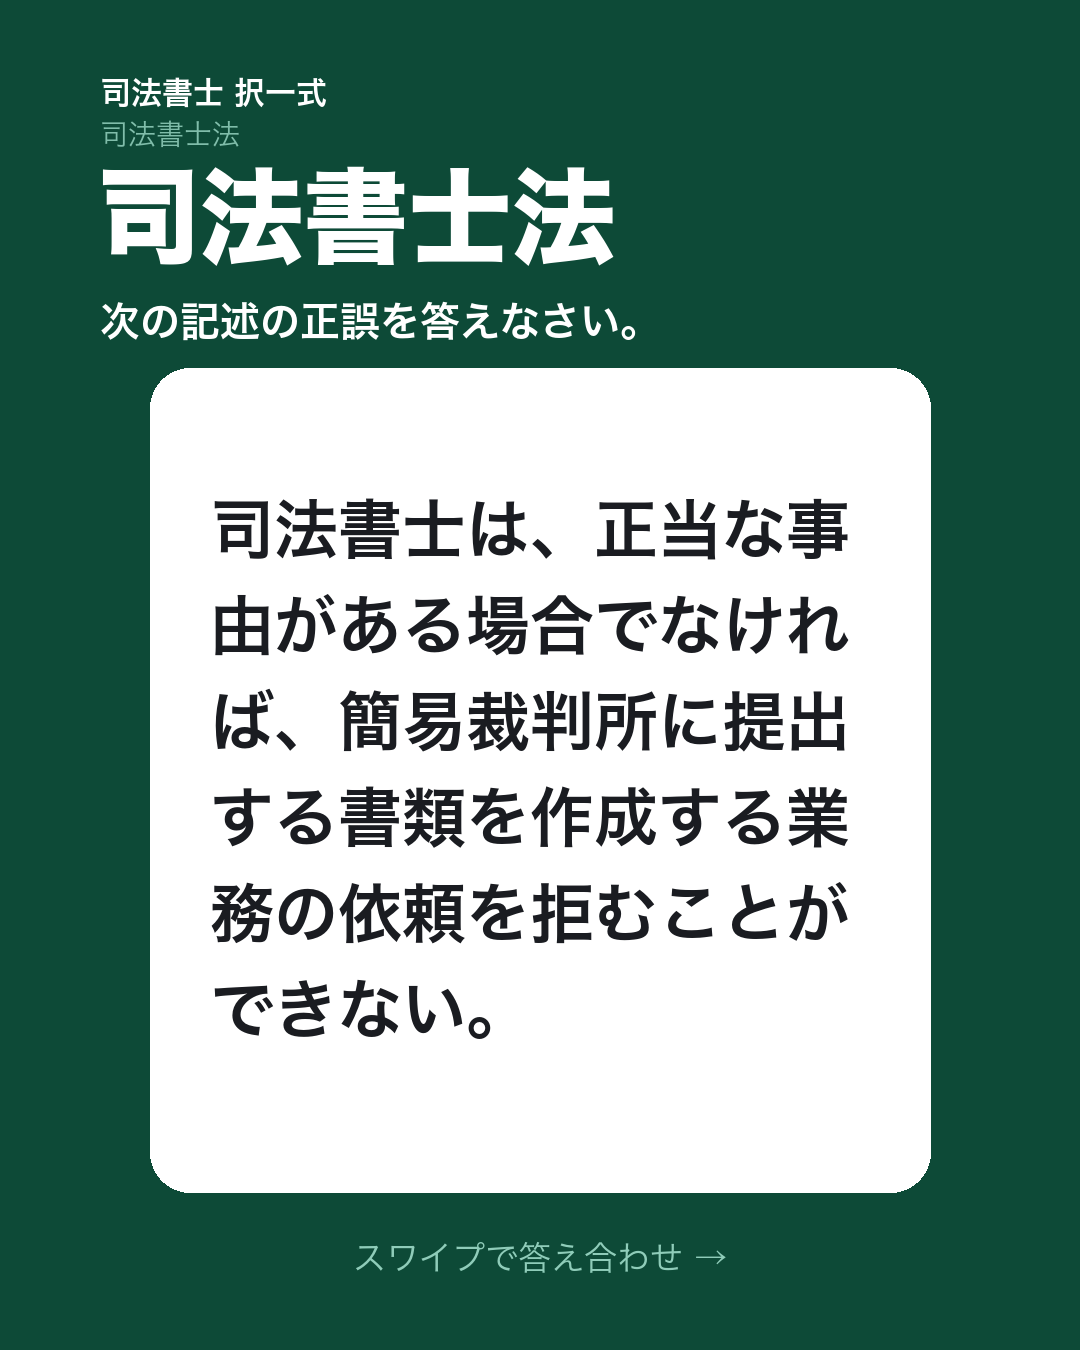 司法書士 択一式
司法書士法
司法書士法
次の記述の正誤を答えなさい。
司法書士は、正当な事
由がある場合でなけれ
ば、簡易裁判所に提出
する書類を作成する業
務の依頼を拒むことが
できない。
スワイプで答え合わせ →